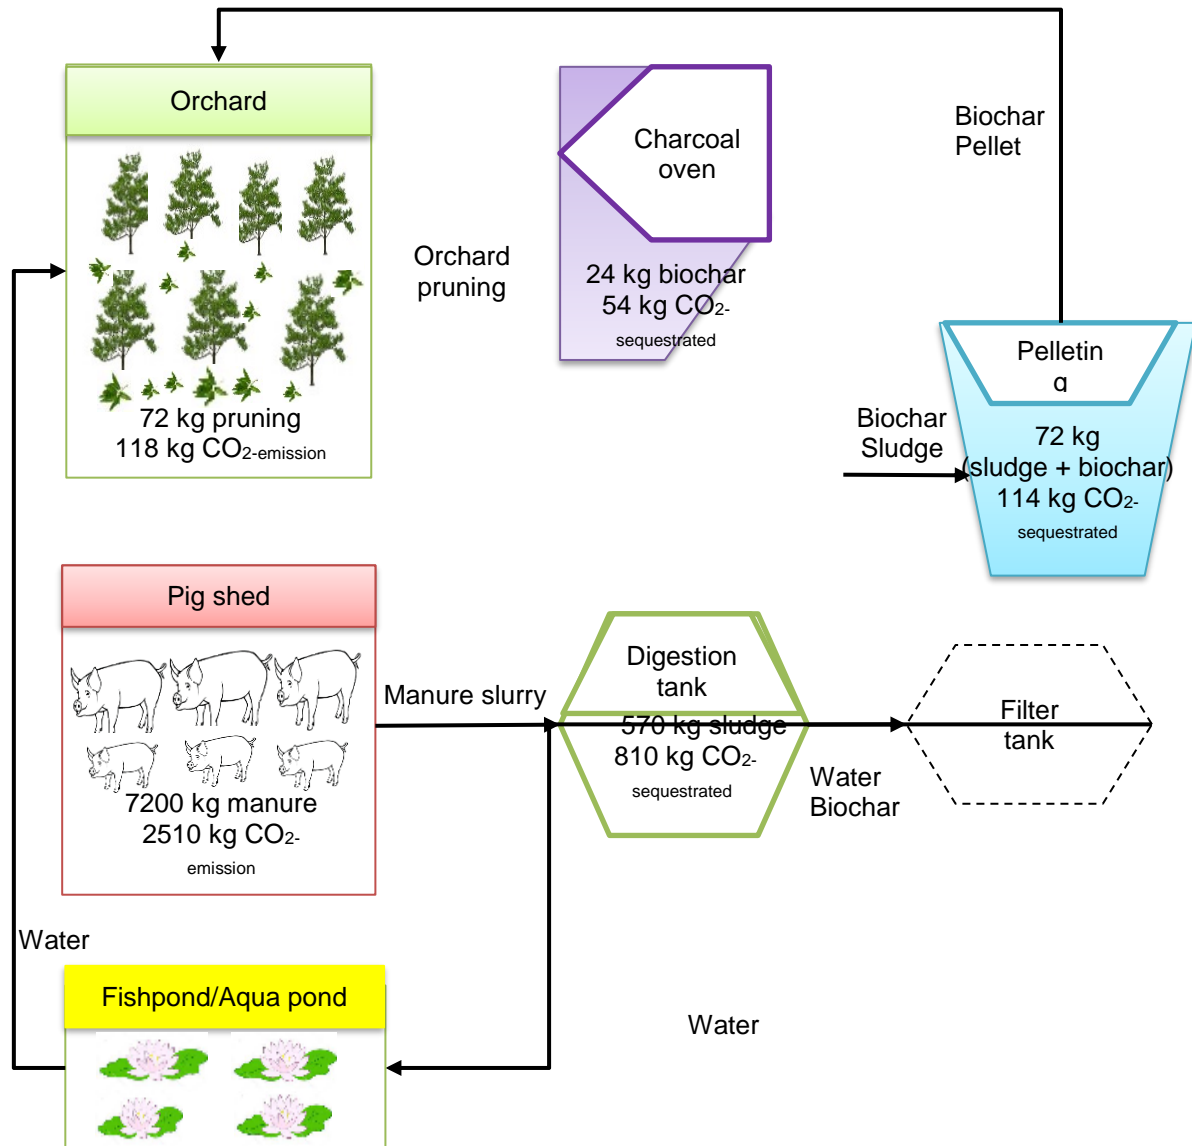 Orchard
72 kg pruning
118 kg CO2-emission
Orchard
pruning
Charcoal
oven
24 kg biochar
54 kg CO2-
sequestrated
Biochar
Pellet
Pelletin
g
Biochar
Sludge
72 kg
(sludge + biochar)
114 kg CO2-
sequestrated
Pig shed
7200 kg manure
2510 kg CO2-
emission
Manure slurry
Digestion
tank
570 kg sludge
810 kg CO2-
sequestrated
Water
Biochar
Filter
tank
Water
Fishpond/Aqua pond
Water